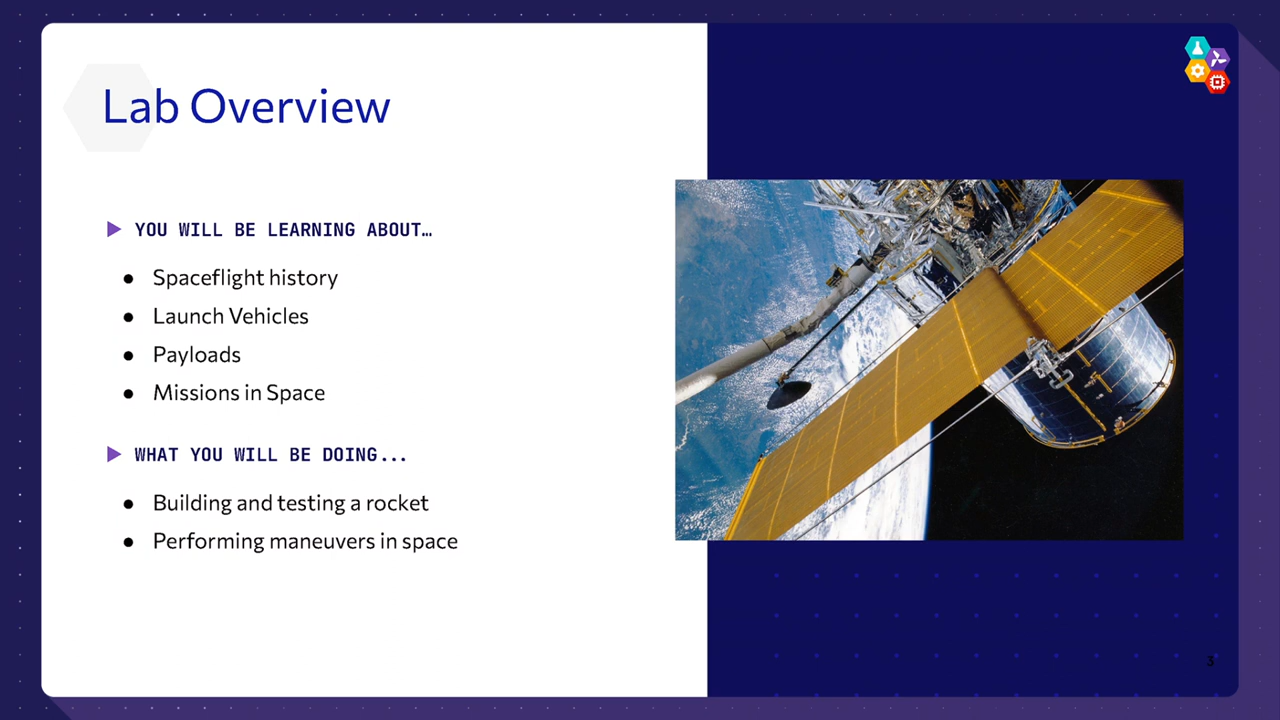 Lab Overview
YOU WILL BE LEARNING ABOUT…
Spaceflight history
Launch Vehicles
Payloads
Missions in Space
WHAT YOU WILL BE DOING...
Building and testing a rocket
Performing maneuvers in space
3